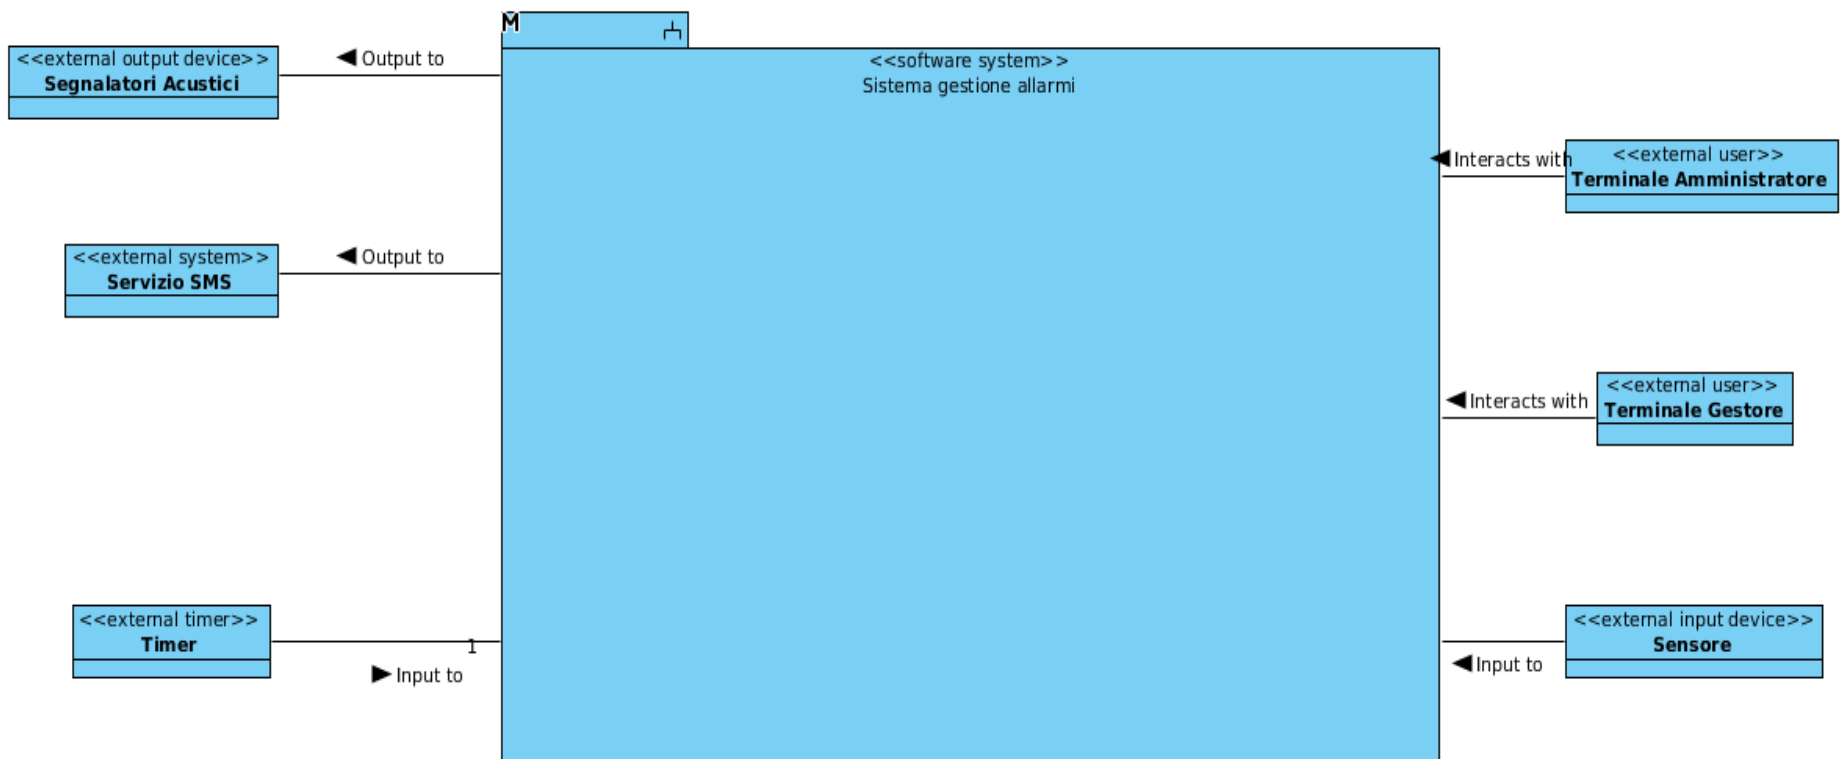 M
<<external output device>>
Segnalatori Acustici
Output to
<<software system>>
Sistema gestione allarmi
Interacts with
<<external user>>
Terminale Amministratore
<<external system>>
Servizio SMS
Output to
Interacts with
<<external user>>
Terminale Gestore
<<external timer>>
Timer
1
Input to
<<external input device>>
Sensore
Input to